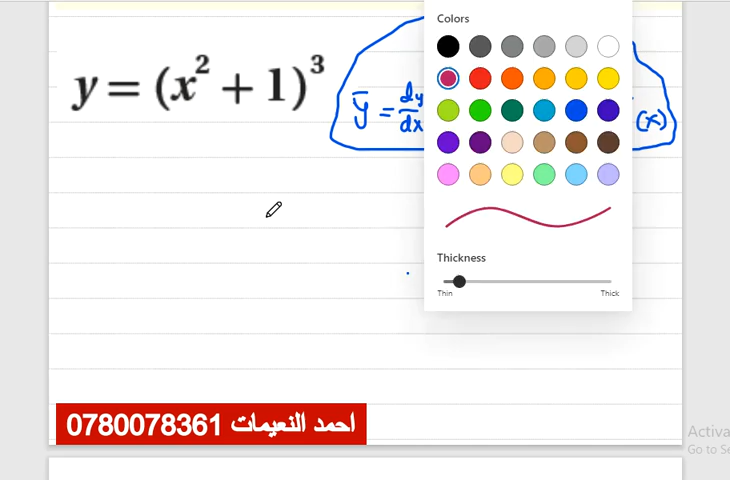 Colors
y = (x² + 1)³
ȳ = dy/dx
(x)
Thickness
Thin Thick
احمد النعيمات 0780078361
Activa
Go to Se